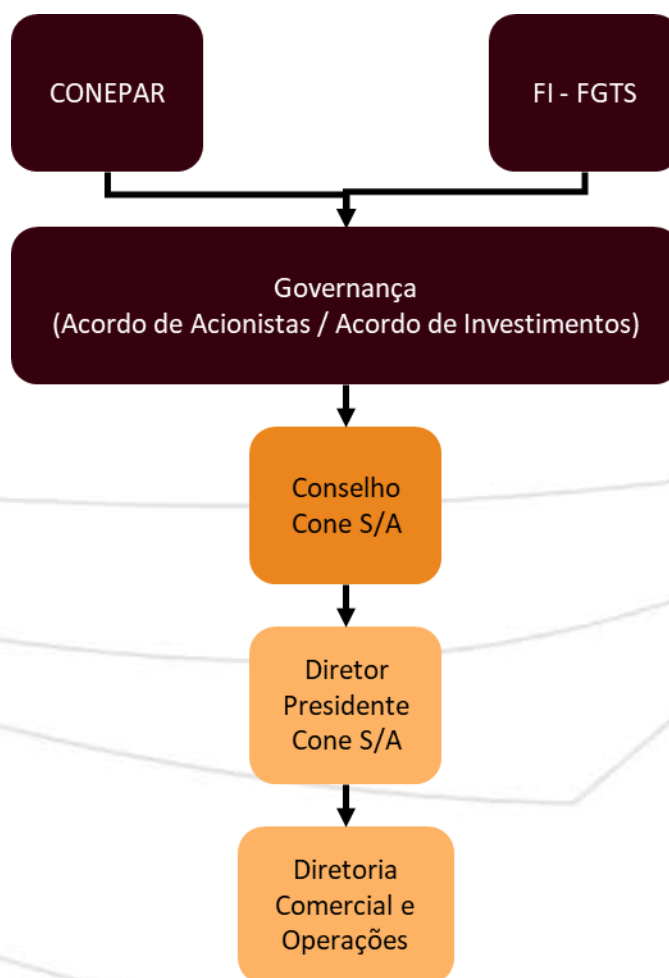 CONEPAR
FI - FGTS
Governança
(Acordo de Acionistas / Acordo de Investimentos)
Conselho
Cone S/A
Diretor
Presidente
Cone S/A
Diretoria
Comercial e
Operações